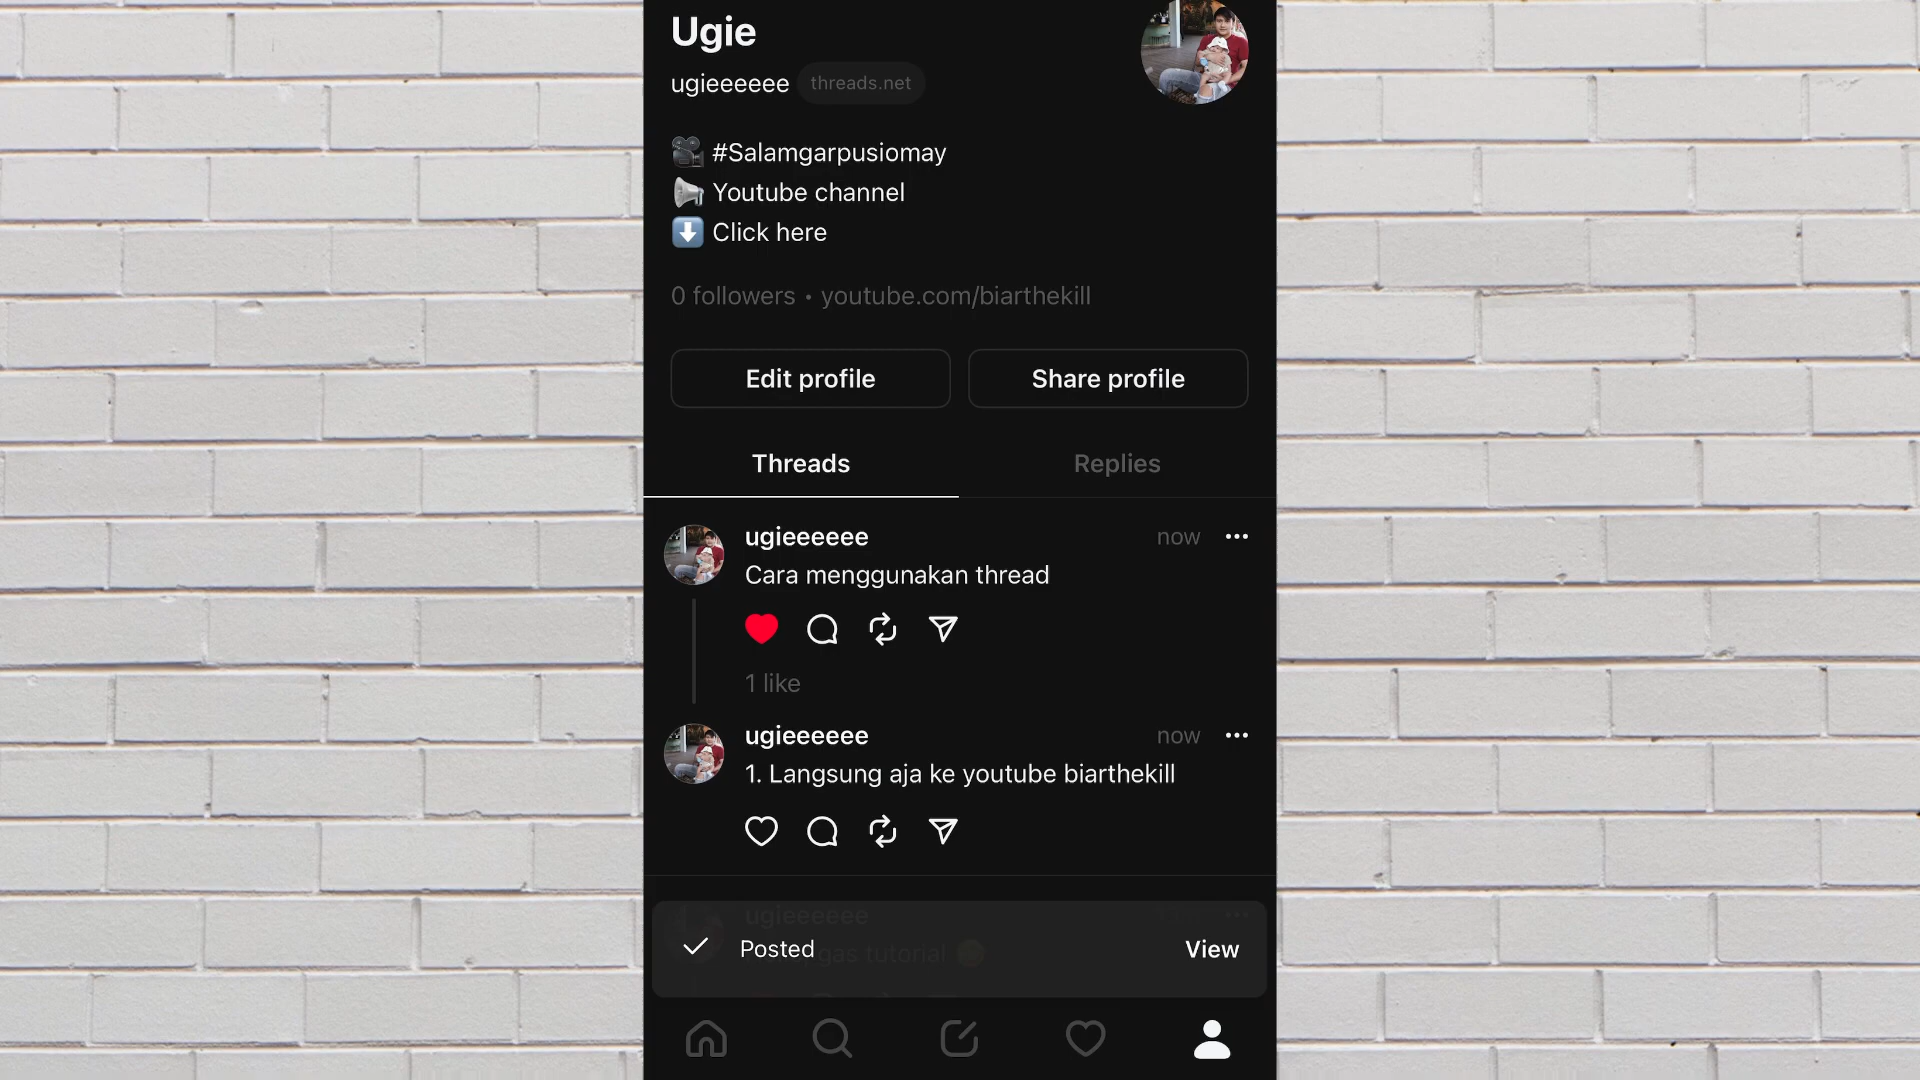 Ugie
ugieeeeee threads.net
#Salamgarpusiomay
Youtube channel
Click here
0 followers • youtube.com/biarthekill
Edit profile Share profile
Threads Replies
ugieeeeee now
Cara menggunakan thread
1 like
ugieeeeee now
1. Langsung aja ke youtube biarthekill
ugieeeeee
gas tutorial
Posted View